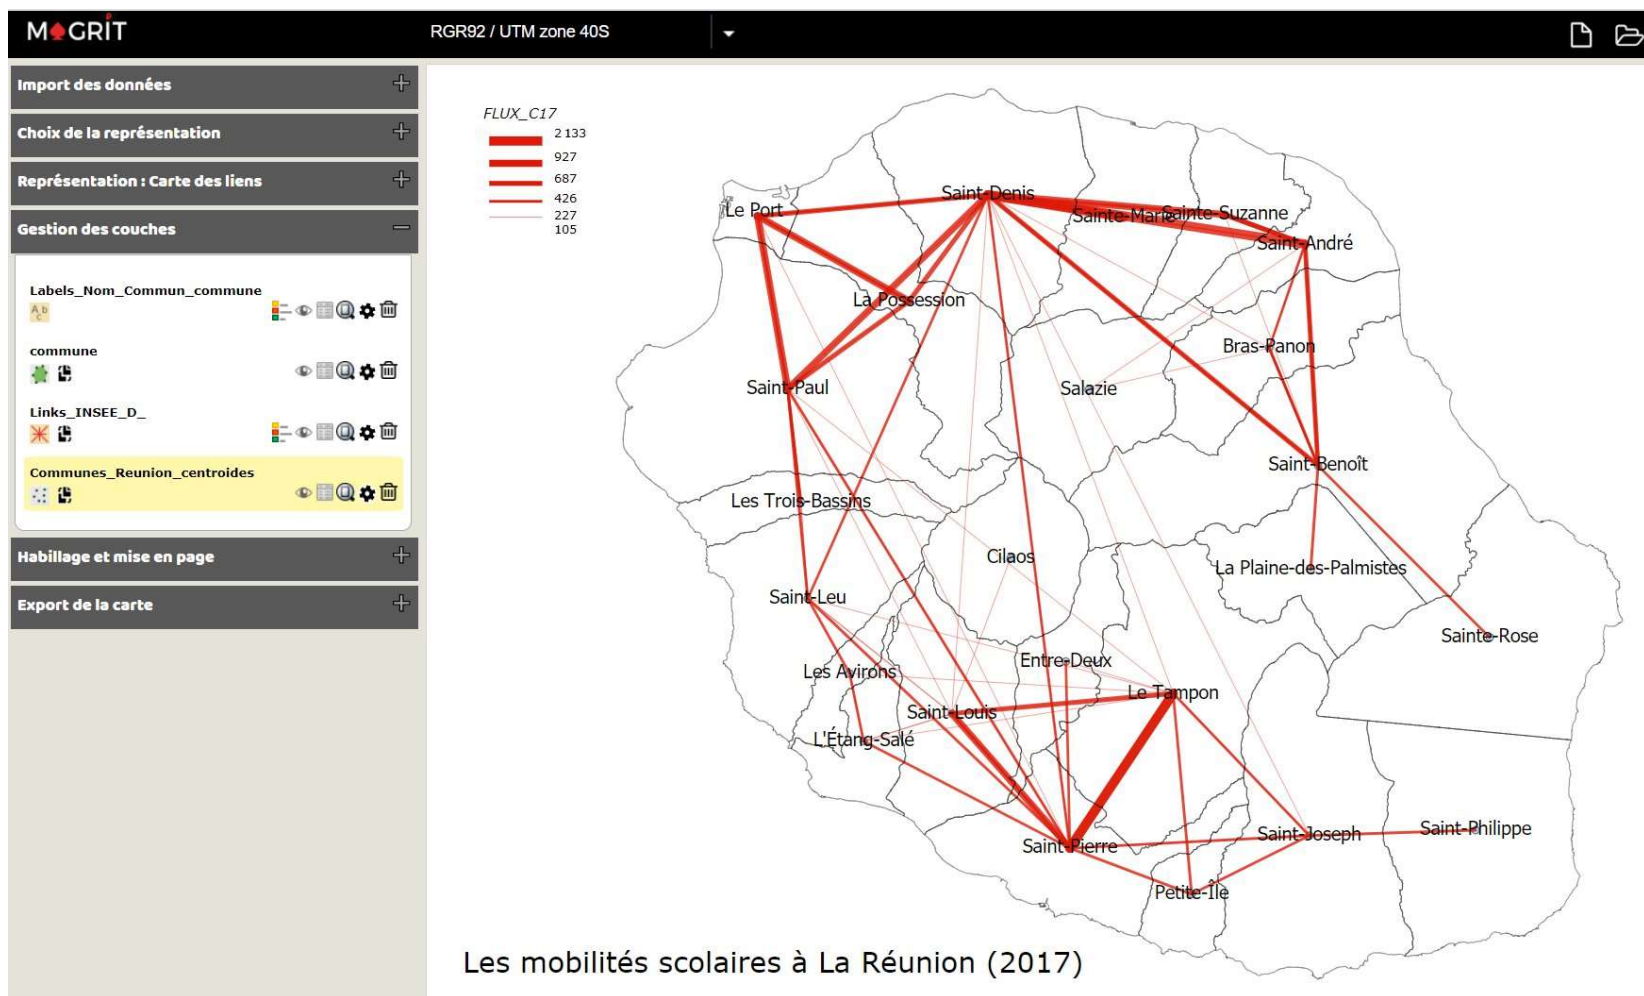 MAGRIT
RGR92 / UTM zone 40S
Import des données
Choix de la représentation
Représentation : Carte des liens
Gestion des couches
Labels_Nom_Commun_commune
Ab
c
commune
Links_INSEE_D_
Communes_Reunion_centroides
Habillage et mise en page
Export de la carte
FLUX_C17
2 133
927
687
426
227
105
Saint-Denis
Le Port
Sainte-Marie
Sainte-Suzanne
Saint-André
La Possession
Bras-Panon
Saint-Paul
Salazie
Saint-Benoît
Les Trois-Bassins
Cilaos
La Plaine-des-Palmistes
Saint-Leu
Sainte-Rose
Entre-Deux
Les Avirons
Le Tampon
Saint-Louis
L'Étang-Salé
Saint-Joseph
Saint-Philippe
Saint-Pierre
Petite-Île
Les mobilités scolaires à La Réunion (2017)